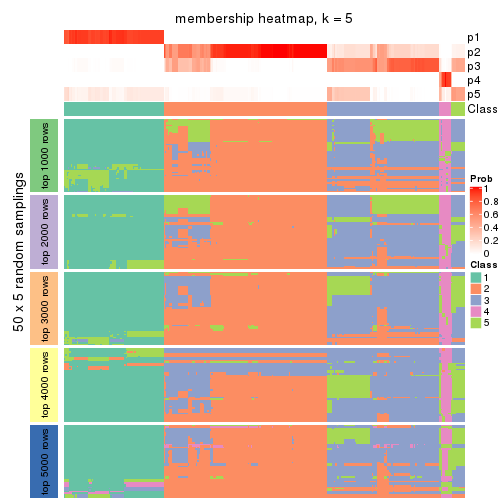 membership heatmap, k = 5
p1
p2
p3
p4
p5
Class
50 x 5 random samplings
top 1000 rows
top 2000 rows
top 3000 rows
top 4000 rows
top 5000 rows
Prob
1
0.8
0.6
0.4
0.2
0
Class
1
2
3
4
5